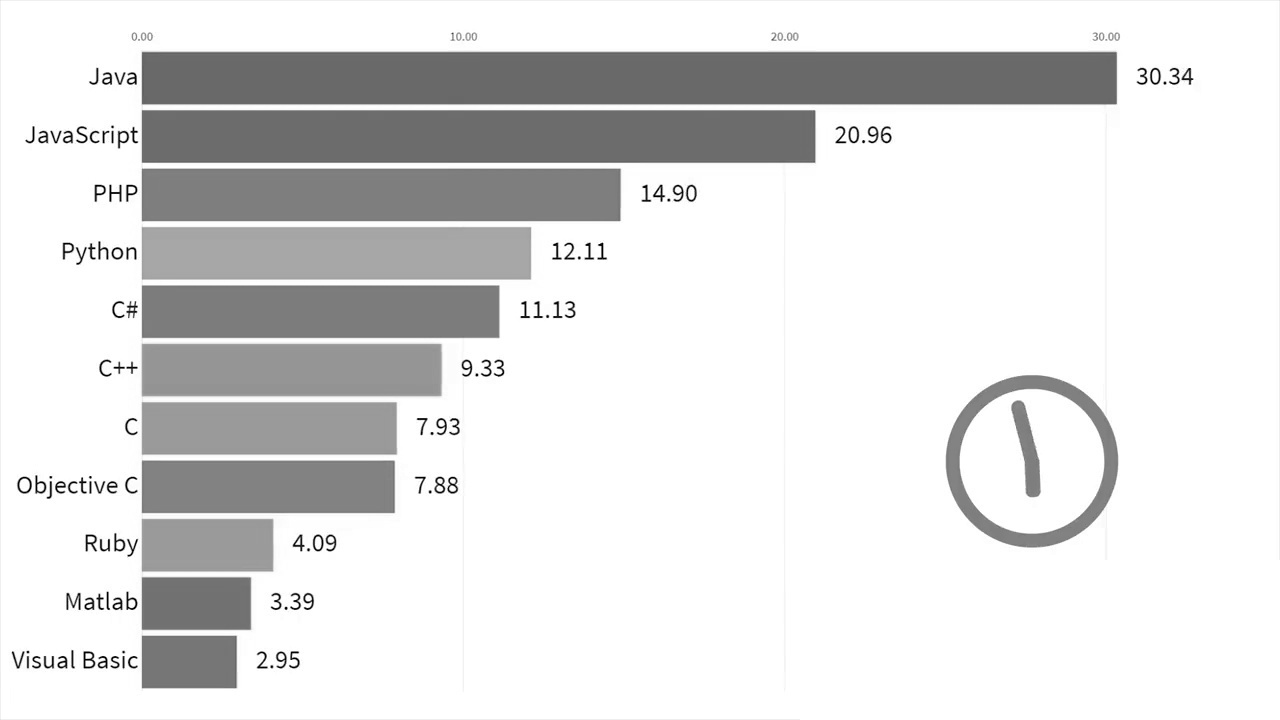 0.00 10.00 20.00 30.00
Java 30.34
JavaScript 20.96
PHP 14.90
Python 12.11
C# 11.13
C++ 9.33
C 7.93
Objective C 7.88
Ruby 4.09
Matlab 3.39
Visual Basic 2.95